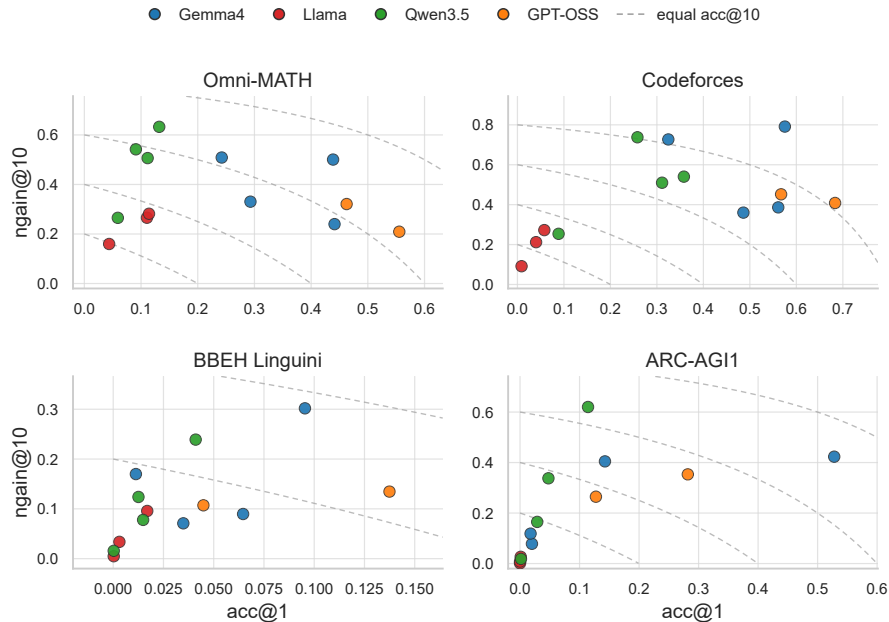 Gemma4 Llama Qwen3.5 GPT-OSS equal acc@10
Omni-MATH
ngain@10
0.6
0.4
0.2
0.0
0.0 0.1 0.2 0.3 0.4 0.5 0.6
Codeforces
0.8
0.6
0.4
0.2
0.0
0.0 0.1 0.2 0.3 0.4 0.5 0.6 0.7
BBEH Linguini
ngain@10
0.3
0.2
0.1
0.0
0.000 0.025 0.050 0.075 0.100 0.125 0.150
acc@1
ARC-AGI1
0.6
0.4
0.2
0.0
0.0 0.1 0.2 0.3 0.4 0.5 0.6
acc@1